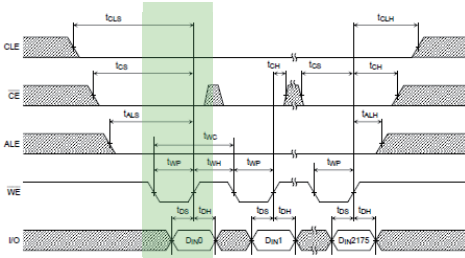 tCLS tCLH
CLE
tCS tCH tCS tCH
CE
tALS tWC tALH
ALE
tWP tWH tWP tWP
WE
tDS tDH tDS tDH tDS tDH
I/O DIN0 DIN1 DIN2175